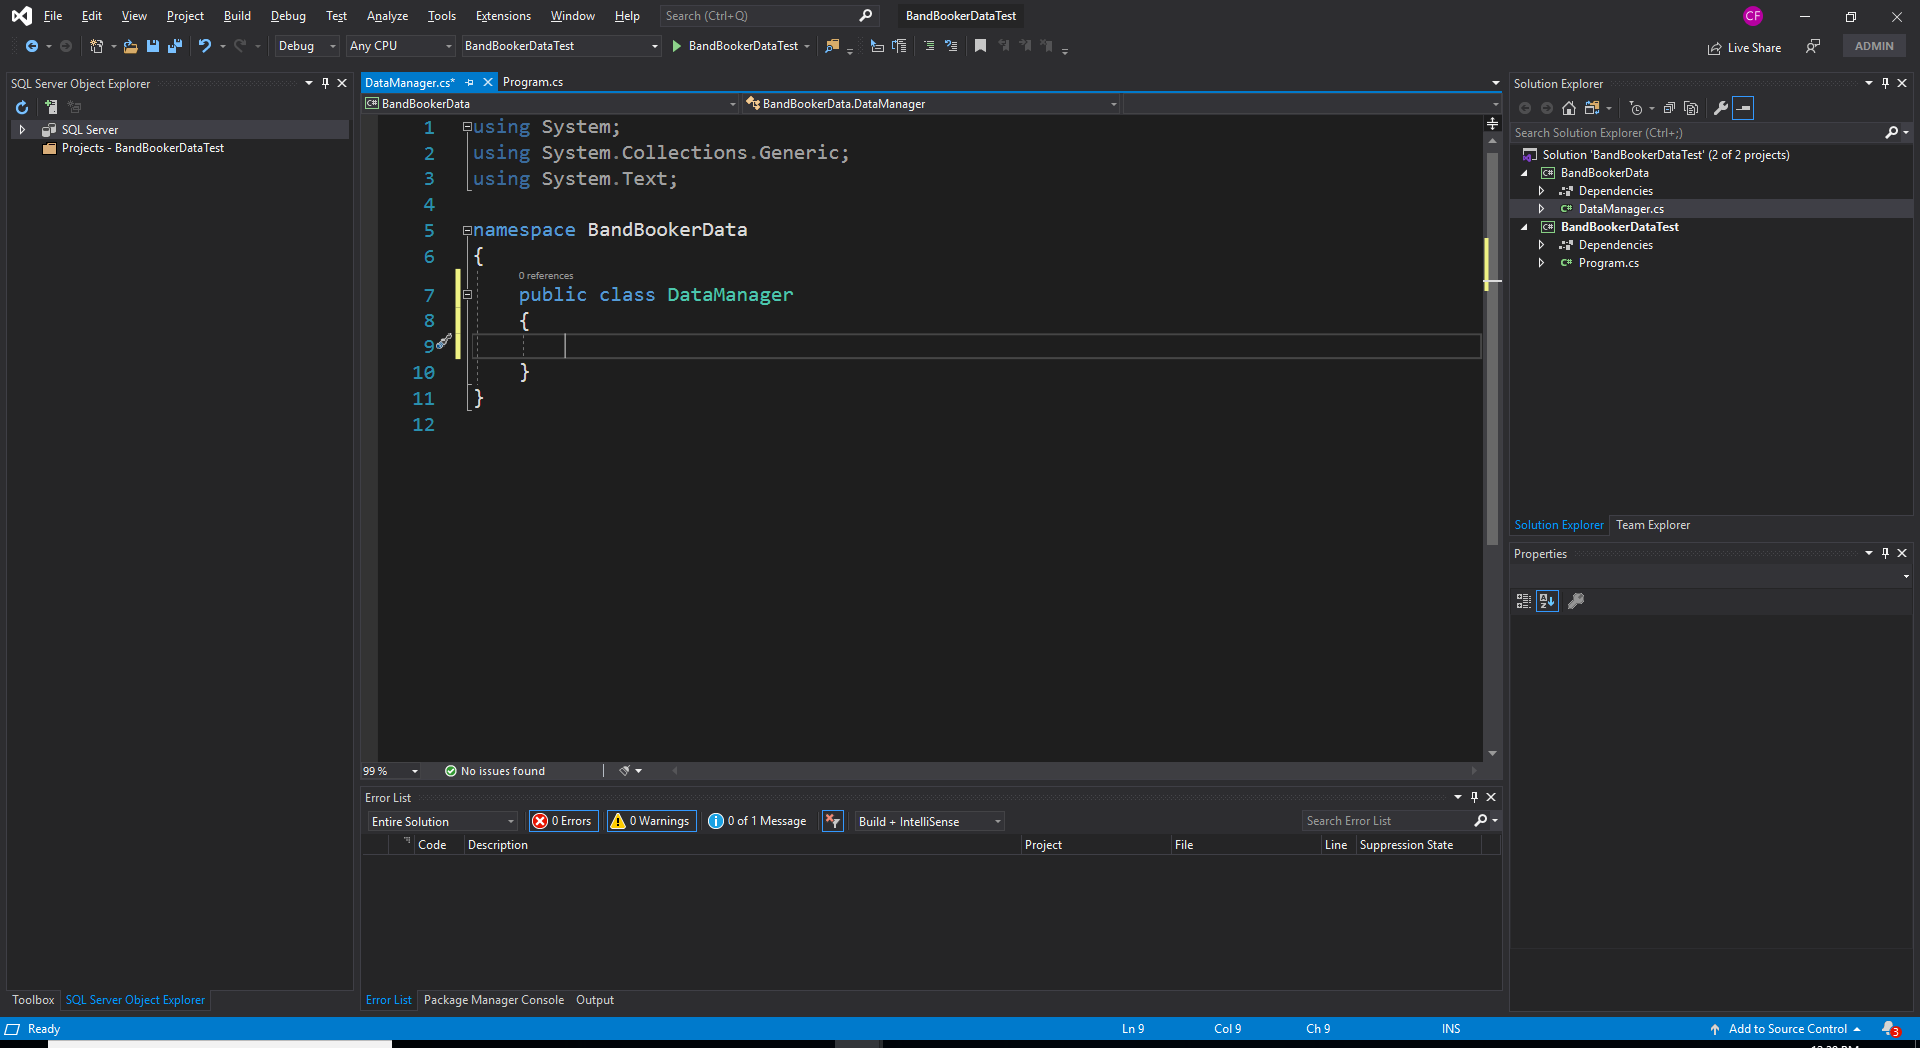 File Edit View Project Build Debug Test Analyze Tools Extensions Window Help Search (Ctrl+Q) BandBookerDataTest CF
Debug Any CPU BandBookerDataTest BandBookerDataTest Live Share ADMIN
SQL Server Object Explorer
SQL Server
Projects - BandBookerDataTest
Toolbox SQL Server Object Explorer
DataManager.cs* Program.cs
BandBookerData BandBookerData.DataManager
1 using System;
2 using System.Collections.Generic;
3 using System.Text;
4
5 namespace BandBookerData
6 {
0 references
7 public class DataManager
8 {
9
10 }
11 }
12
99 % No issues found
Error List
Entire Solution 0 Errors 0 Warnings 0 of 1 Message Build + IntelliSense Search Error List
Code Description Project File Line Suppression State
Error List Package Manager Console Output
Solution Explorer
Search Solution Explorer (Ctrl+;)
Solution 'BandBookerDataTest' (2 of 2 projects)
C# BandBookerData
Dependencies
C# DataManager.cs
C# BandBookerDataTest
Dependencies
C# Program.cs
Solution Explorer Team Explorer
Properties
Ready Ln 9 Col 9 Ch 9 INS Add to Source Control 3